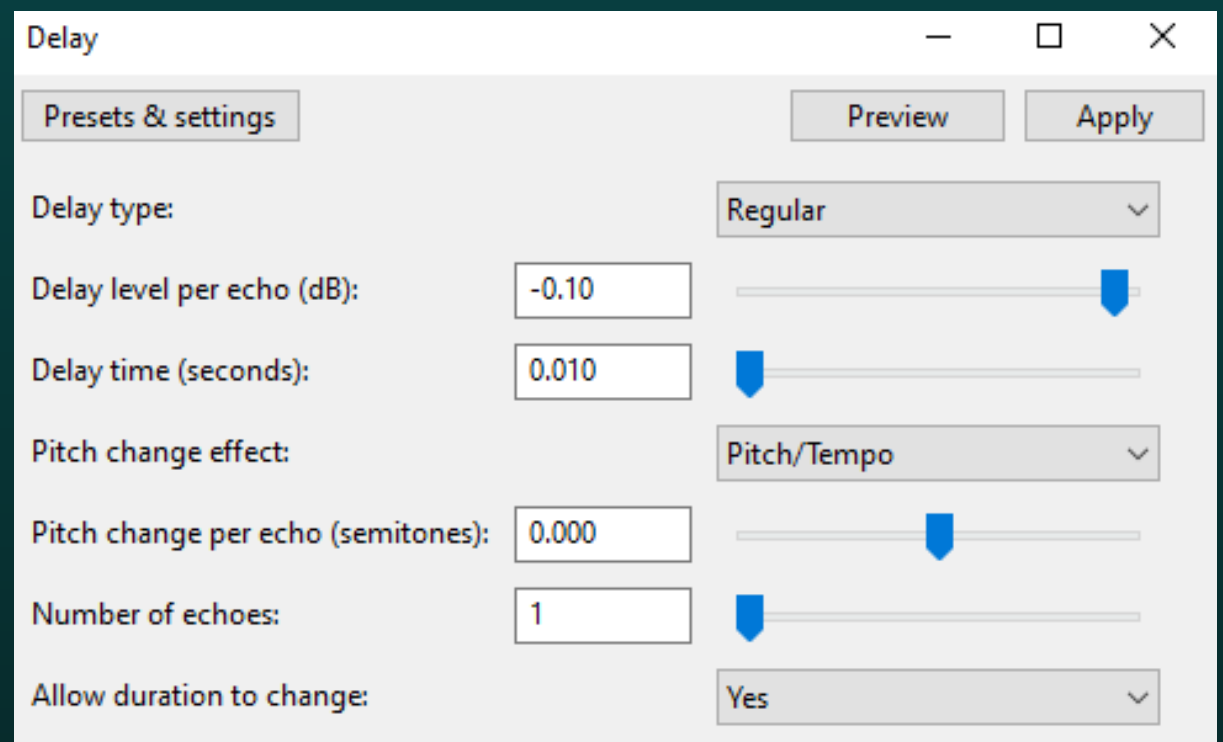 Delay
Presets & settings Preview Apply
Delay type: Regular
Delay level per echo (dB): -0.10
Delay time (seconds): 0.010
Pitch change effect: Pitch/Tempo
Pitch change per echo (semitones): 0.000
Number of echoes: 1
Allow duration to change: Yes